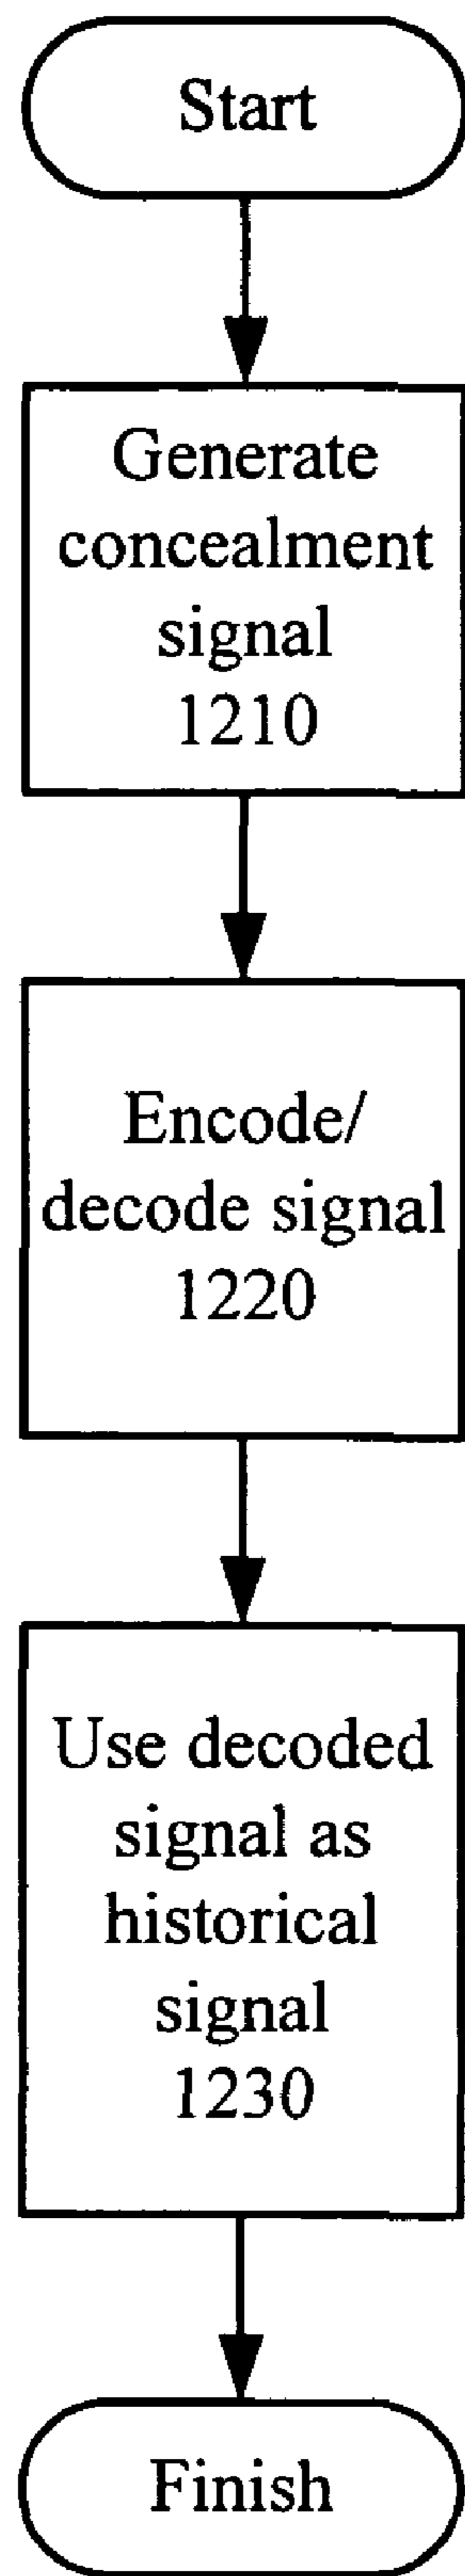 Start
Generate
concealment
signal
1210
Encode/
decode signal
1220
Use decoded
signal as
historical
signal
1230
Finish